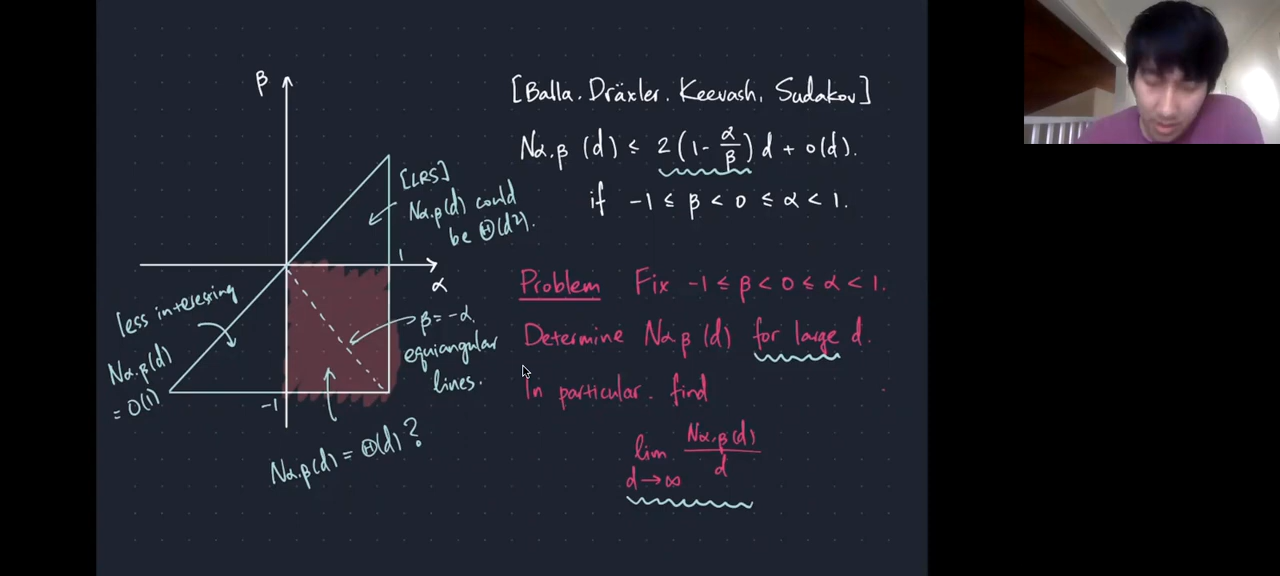 β
[LRS]
Nα,β(d) could
be Θ(d²).
1
α
less interesting
Nα,β(d)
= O(1)
β=-α
equiangular
lines.
-1
Nα,β(d) = Θ(d)?
[Balla, Dräxler, Keevash, Sudakov]
Nα,β (d) ≤ 2(1-α/β)d + o(d).
if -1 ≤ β < 0 ≤ α < 1.
Problem Fix -1 ≤ β < 0 ≤ α < 1.
Determine Nα,β (d) for large d.
In particular, find
lim d→∞ Nα,β(d)/d